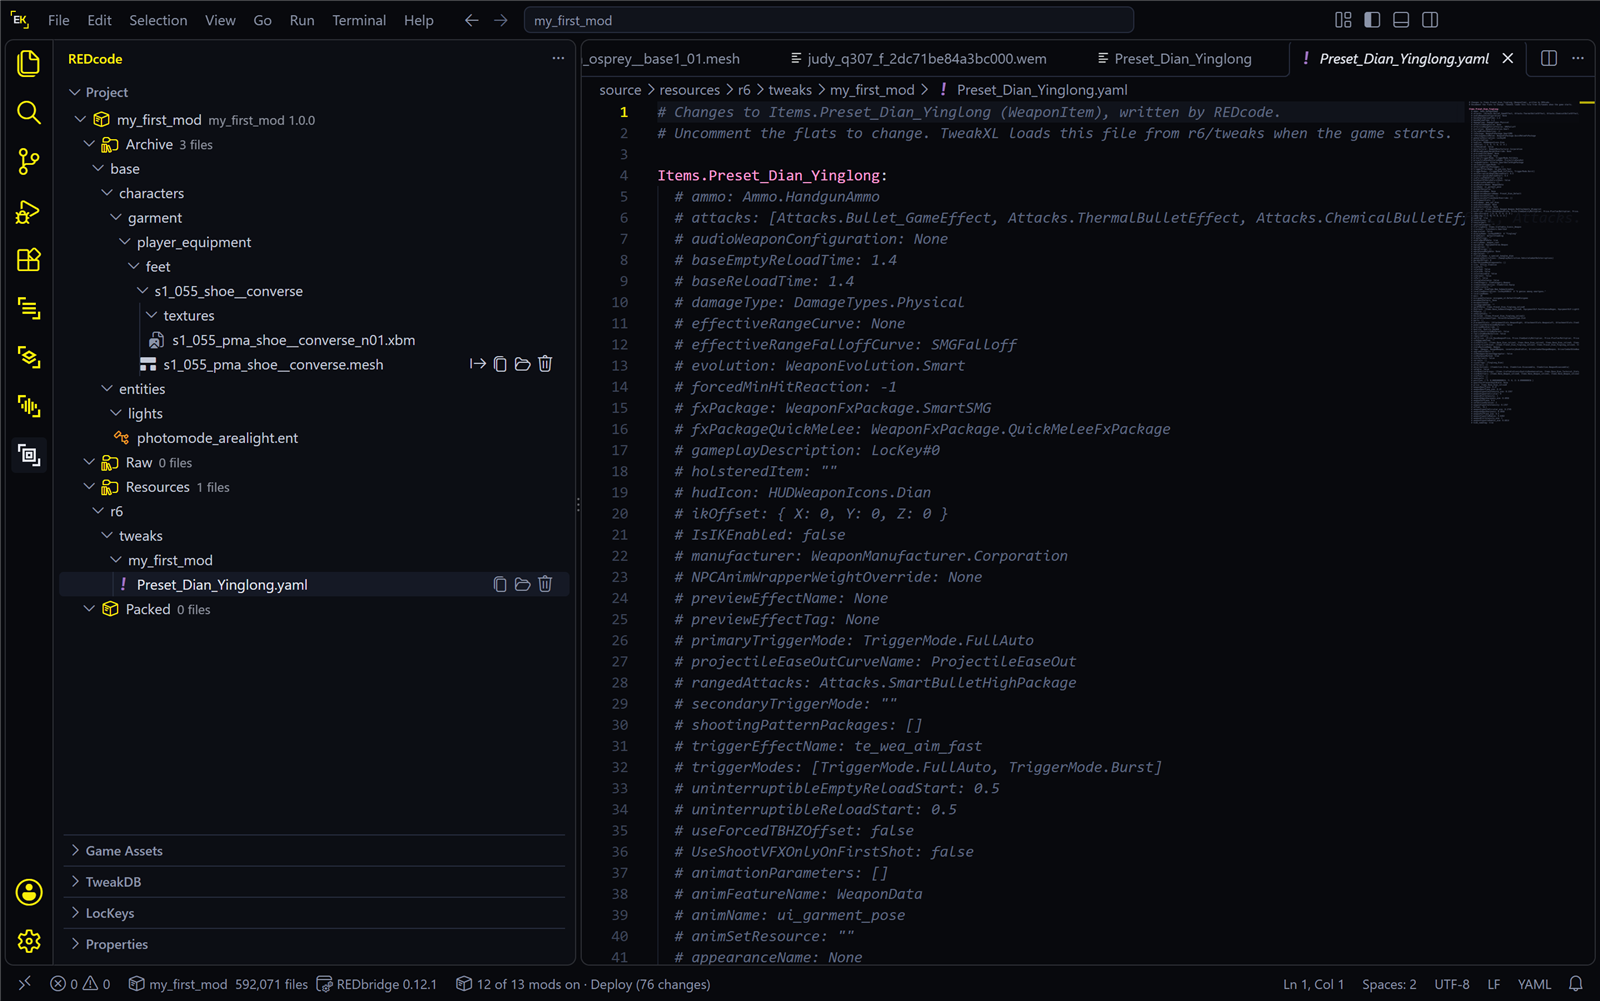 EK File Edit Selection View Go Run Terminal Help my_first_mod
REDcode
Project
my_first_mod my_first_mod 1.0.0
Archive 3 files
base
characters
garment
player_equipment
feet
s1_055_shoe__converse
textures
s1_055_pma_shoe__converse_n01.xbm
s1_055_pma_shoe__converse.mesh
entities
lights
photomode_arealight.ent
Raw 0 files
Resources 1 files
r6
tweaks
my_first_mod
! Preset_Dian_Yinglong.yaml
Packed 0 files
Game Assets
TweakDB
LocKeys
Properties
_osprey__base1_01.mesh judy_q307_f_2dc71be84a3bc000.wem Preset_Dian_Yinglong ! Preset_Dian_Yinglong.yaml
source > resources > r6 > tweaks > my_first_mod > ! Preset_Dian_Yinglong.yaml
1 # Changes to Items.Preset_Dian_Yinglong (WeaponItem), written by REDcode.
2 # Uncomment the flats to change. TweakXL loads this file from r6/tweaks when the game starts.
3
4 Items.Preset_Dian_Yinglong:
5 # ammo: Ammo.HandgunAmmo
6 # attacks: [Attacks.Bullet_GameEffect, Attacks.ThermalBulletEffect, Attacks.ChemicalBulletEff
7 # audioWeaponConfiguration: None
8 # baseEmptyReloadTime: 1.4
9 # baseReloadTime: 1.4
10 # damageType: DamageTypes.Physical
11 # effectiveRangeCurve: None
12 # effectiveRangeFalloffCurve: SMGFalloff
13 # evolution: WeaponEvolution.Smart
14 # forcedMinHitReaction: -1
15 # fxPackage: WeaponFxPackage.SmartSMG
16 # fxPackageQuickMelee: WeaponFxPackage.QuickMeleeFxPackage
17 # gameplayDescription: LocKey#0
18 # holsteredItem: ""
19 # hudIcon: HUDWeaponIcons.Dian
20 # ikOffset: { X: 0, Y: 0, Z: 0 }
21 # IsIKEnabled: false
22 # manufacturer: WeaponManufacturer.Corporation
23 # NPCAnimWrapperWeightOverride: None
24 # previewEffectName: None
25 # previewEffectTag: None
26 # primaryTriggerMode: TriggerMode.FullAuto
27 # projectileEaseOutCurveName: ProjectileEaseOut
28 # rangedAttacks: Attacks.SmartBulletHighPackage
29 # secondaryTriggerMode: ""
30 # shootingPatternPackages: []
31 # triggerEffectName: te_wea_aim_fast
32 # triggerModes: [TriggerMode.FullAuto, TriggerMode.Burst]
33 # uninterruptibleEmptyReloadStart: 0.5
34 # uninterruptibleReloadStart: 0.5
35 # useForcedTBHZOffset: false
36 # UseShootVFXOnlyOnFirstShot: false
37 # animationParameters: []
38 # animFeatureName: WeaponData
39 # animName: ui_garment_pose
40 # animSetResource: ""
41 # appearanceName: None
0 0 my_first_mod 592,071 files REDbridge 0.12.1 12 of 13 mods on · Deploy (76 changes) Ln 1, Col 1 Spaces: 2 UTF-8 LF YAML